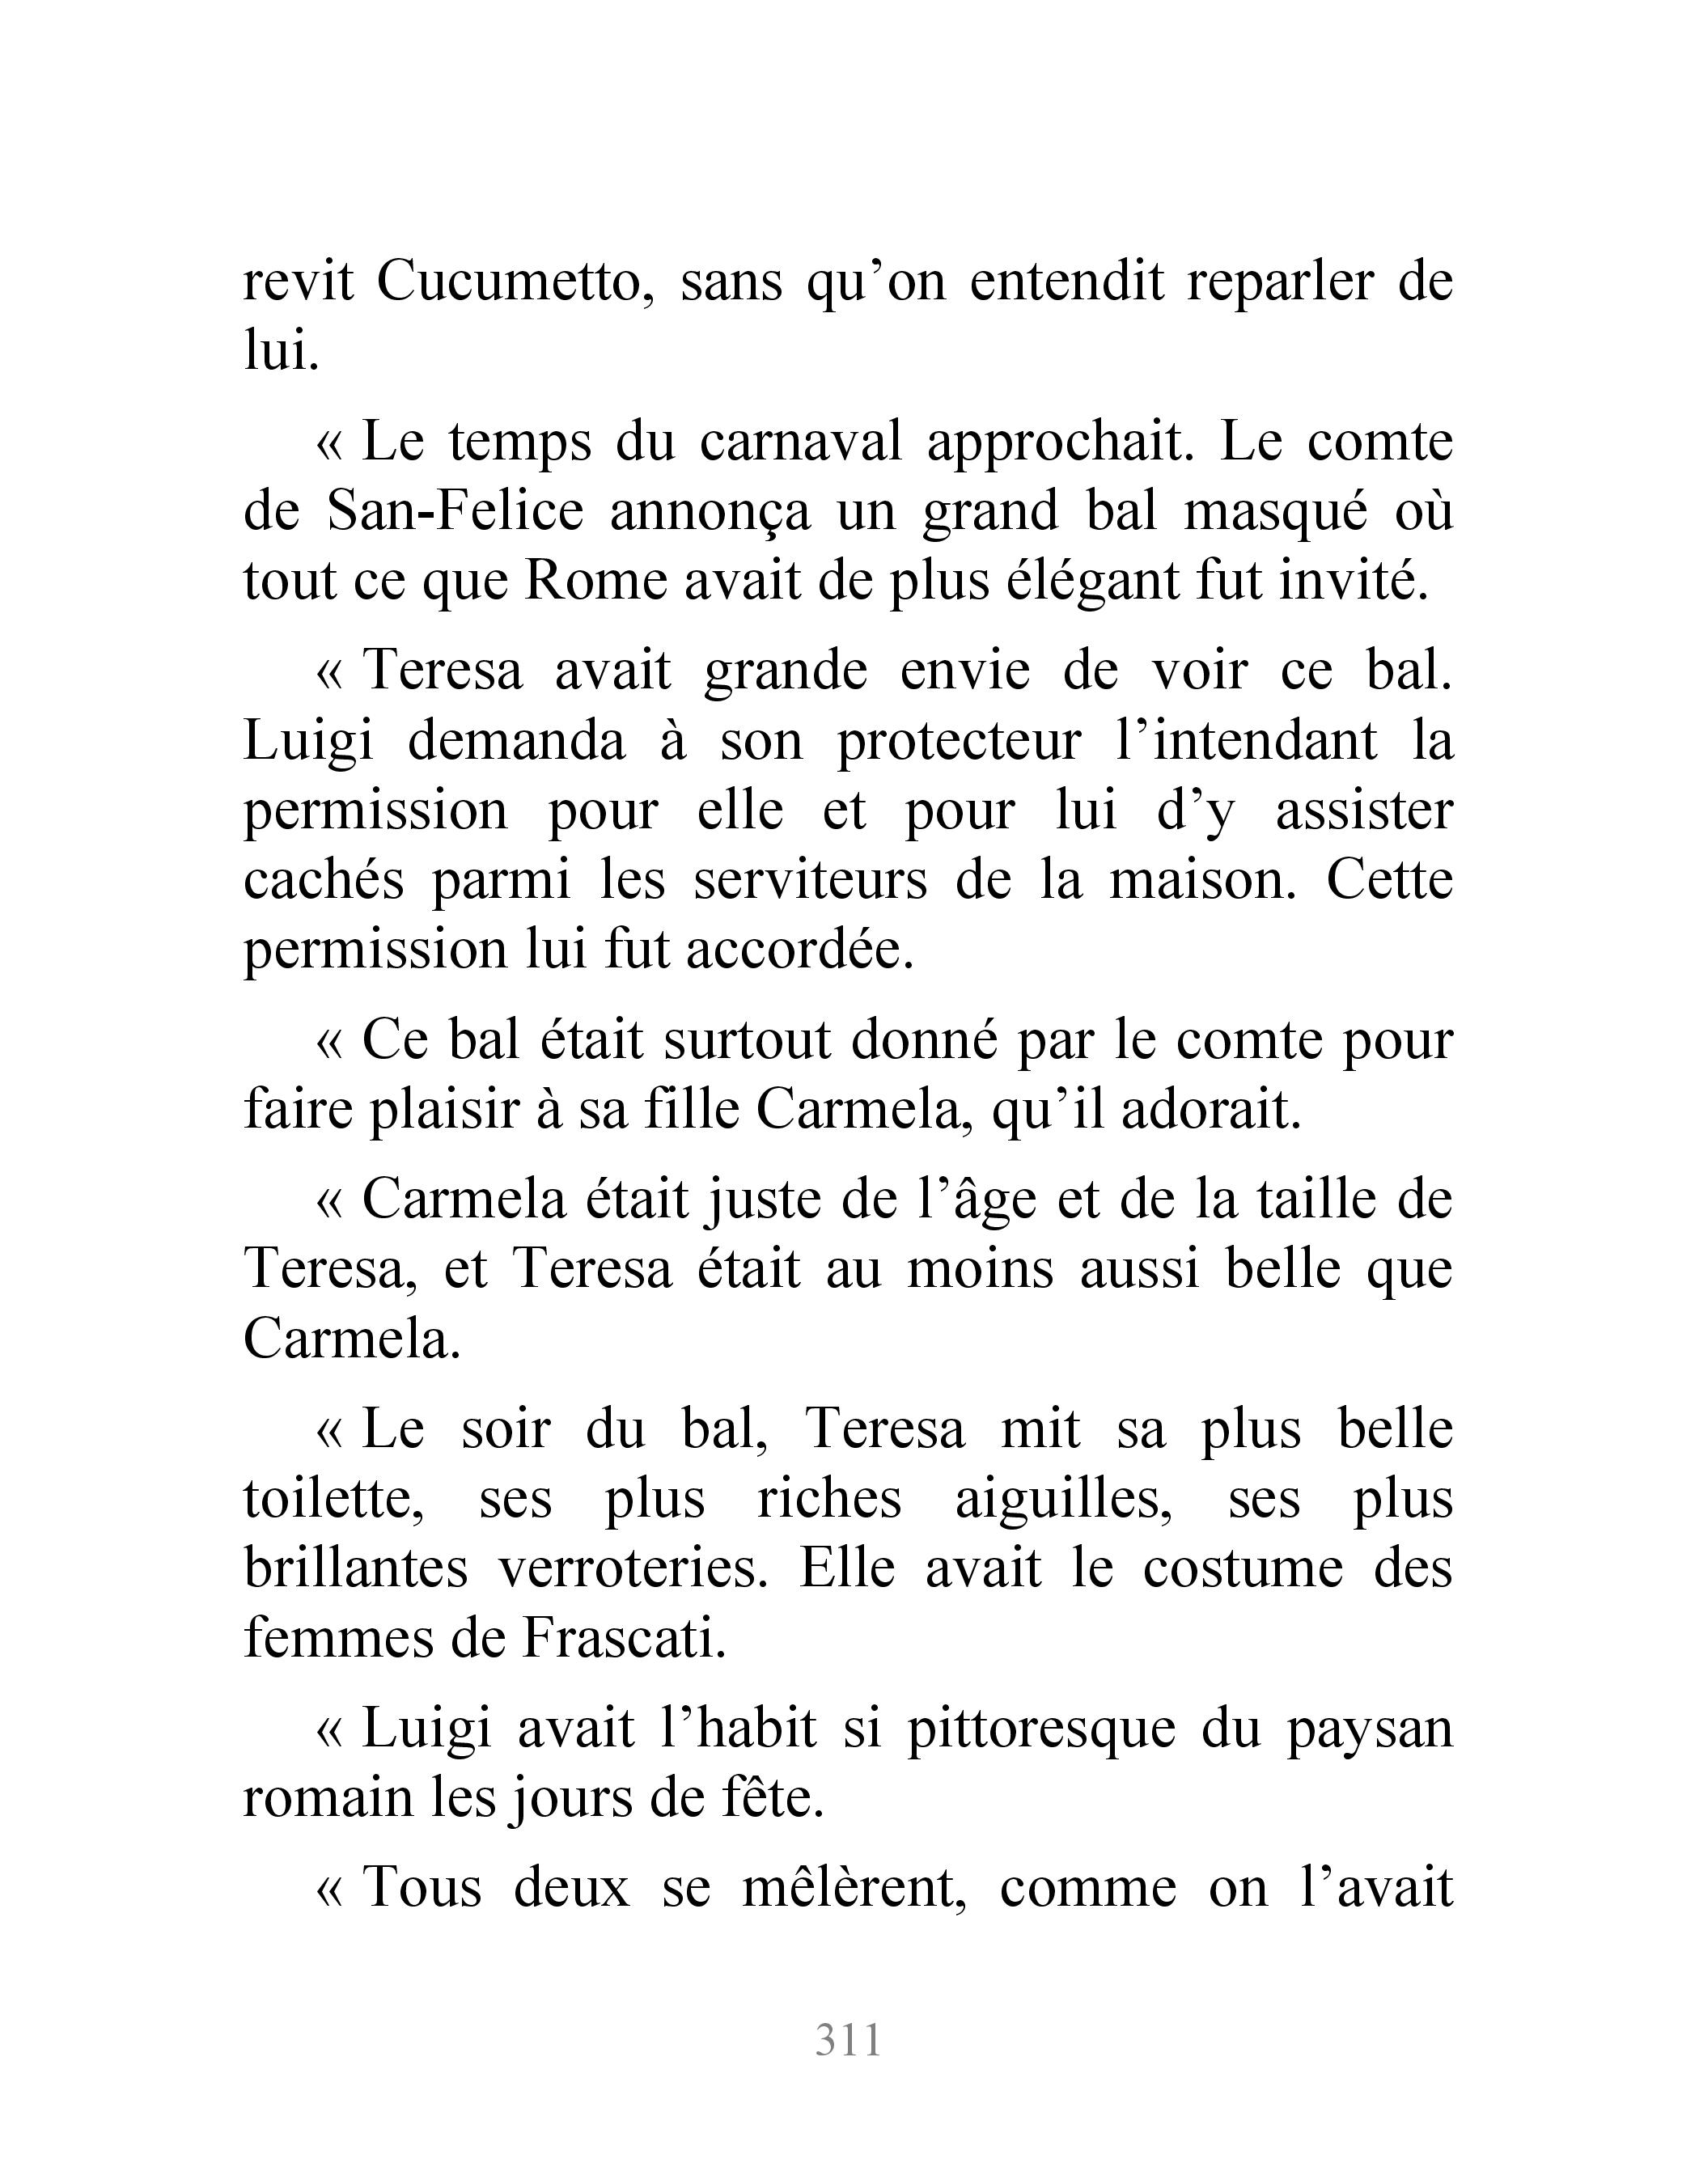 revit Cucumetto, sans qu’on entendit reparler de
lui.
« Le temps du carnaval approchait. Le comte
de San-Felice annonça un grand bal masqué où
tout ce que Rome avait de plus élégant fut invité.
« Teresa avait grande envie de voir ce bal.
Luigi demanda à son protecteur l’intendant la
permission pour elle et pour lui d’y assister
cachés parmi les serviteurs de la maison. Cette
permission lui fut accordée.
« Ce bal était surtout donné par le comte pour
faire plaisir à sa fille Carmela, qu’il adorait.
« Carmela était juste de l’âge et de la taille de
Teresa, et Teresa était au moins aussi belle que
Carmela.
« Le soir du bal, Teresa mit sa plus belle
toilette, ses plus riches aiguilles, ses plus
brillantes verroteries. Elle avait le costume des
femmes de Frascati.
« Luigi avait l’habit si pittoresque du paysan
romain les jours de fête.
« Tous deux se mêlèrent, comme on l’avait
311